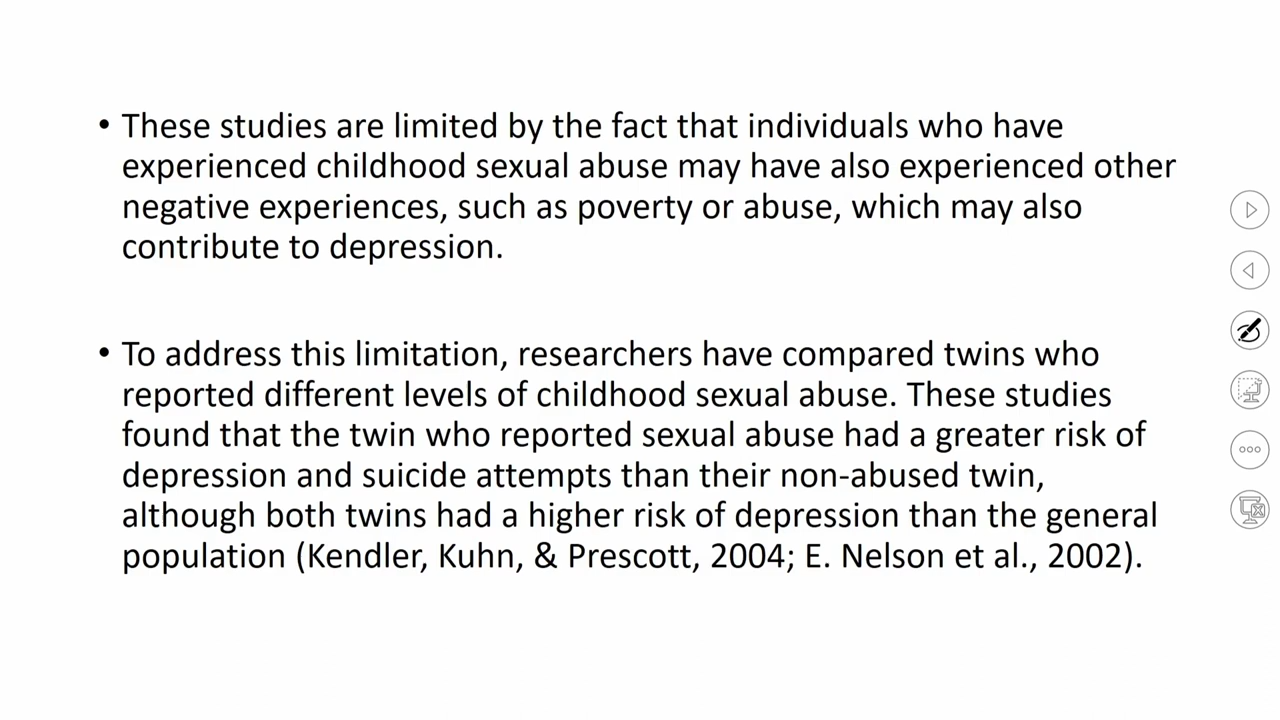 • These studies are limited by the fact that individuals who have
experienced childhood sexual abuse may have also experienced other
negative experiences, such as poverty or abuse, which may also
contribute to depression.
• To address this limitation, researchers have compared twins who
reported different levels of childhood sexual abuse. These studies
found that the twin who reported sexual abuse had a greater risk of
depression and suicide attempts than their non-abused twin,
although both twins had a higher risk of depression than the general
population (Kendler, Kuhn, & Prescott, 2004; E. Nelson et al., 2002).